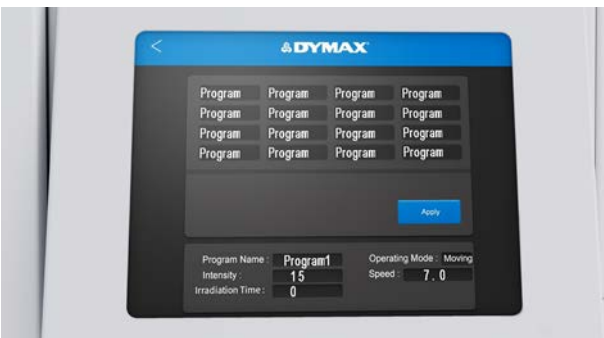 <
DYMAX
Program Program Program Program
Program Program Program Program
Program Program Program Program
Program Program Program Program
Apply
Program Name : Program1 Operating Mode : Moving
Intensity : 15 Speed : 7.0
Irradiation Time : 0